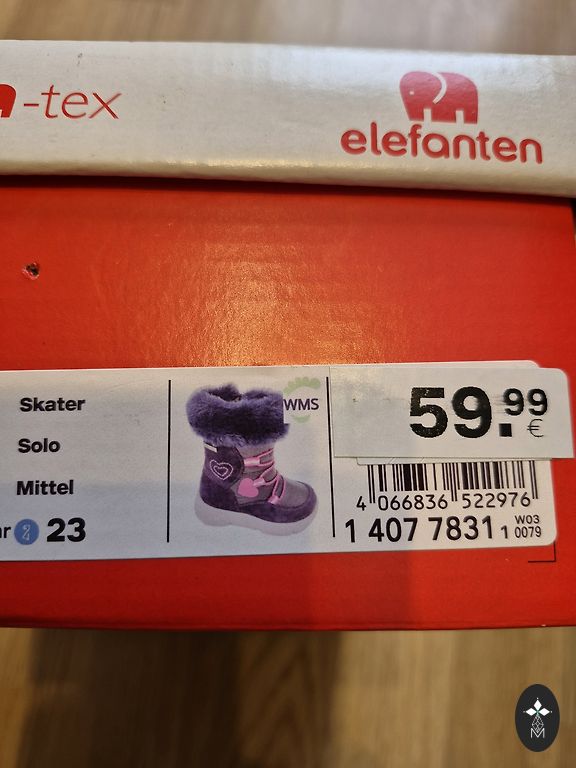 -tex
elefanten
Skater
Solo
Mittel
23
WMS
59.99
€
4 066836 522976
1 407 7831 1
W03
0079